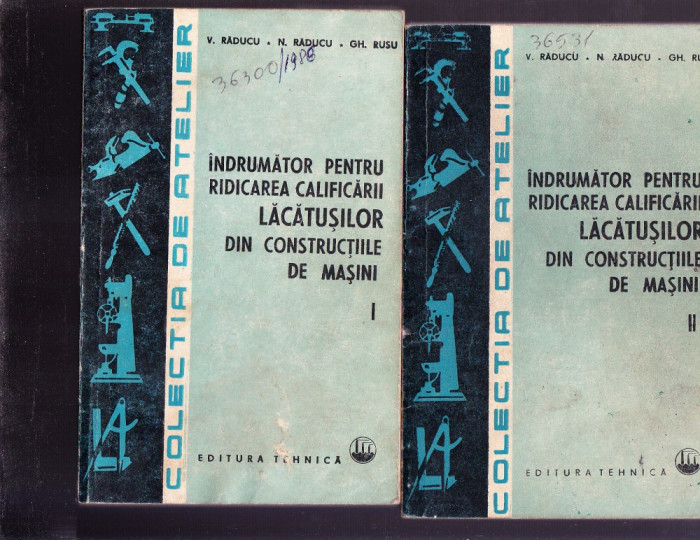 COLECTIA DE ATELIER
V. RĂDUCU • N. RĂDUCU • GH. RUSU
36300/1986
ÎNDRUMĂTOR PENTRU
RIDICAREA CALIFICĂRII
LĂCĂTUȘILOR
DIN CONSTRUCȚIILE
DE MAȘINI
I
EDITURA TEHNICĂ
COLECTIA DE ATELIER
36531
V. RĂDUCU • N. RĂDUCU • GH. RU
ÎNDRUMĂTOR PENTRU
RIDICAREA CALIFICĂRII
LĂCĂTUȘILOR
DIN CONSTRUCȚIILE
DE MAȘINI
II
EDITURA TEHNICĂ